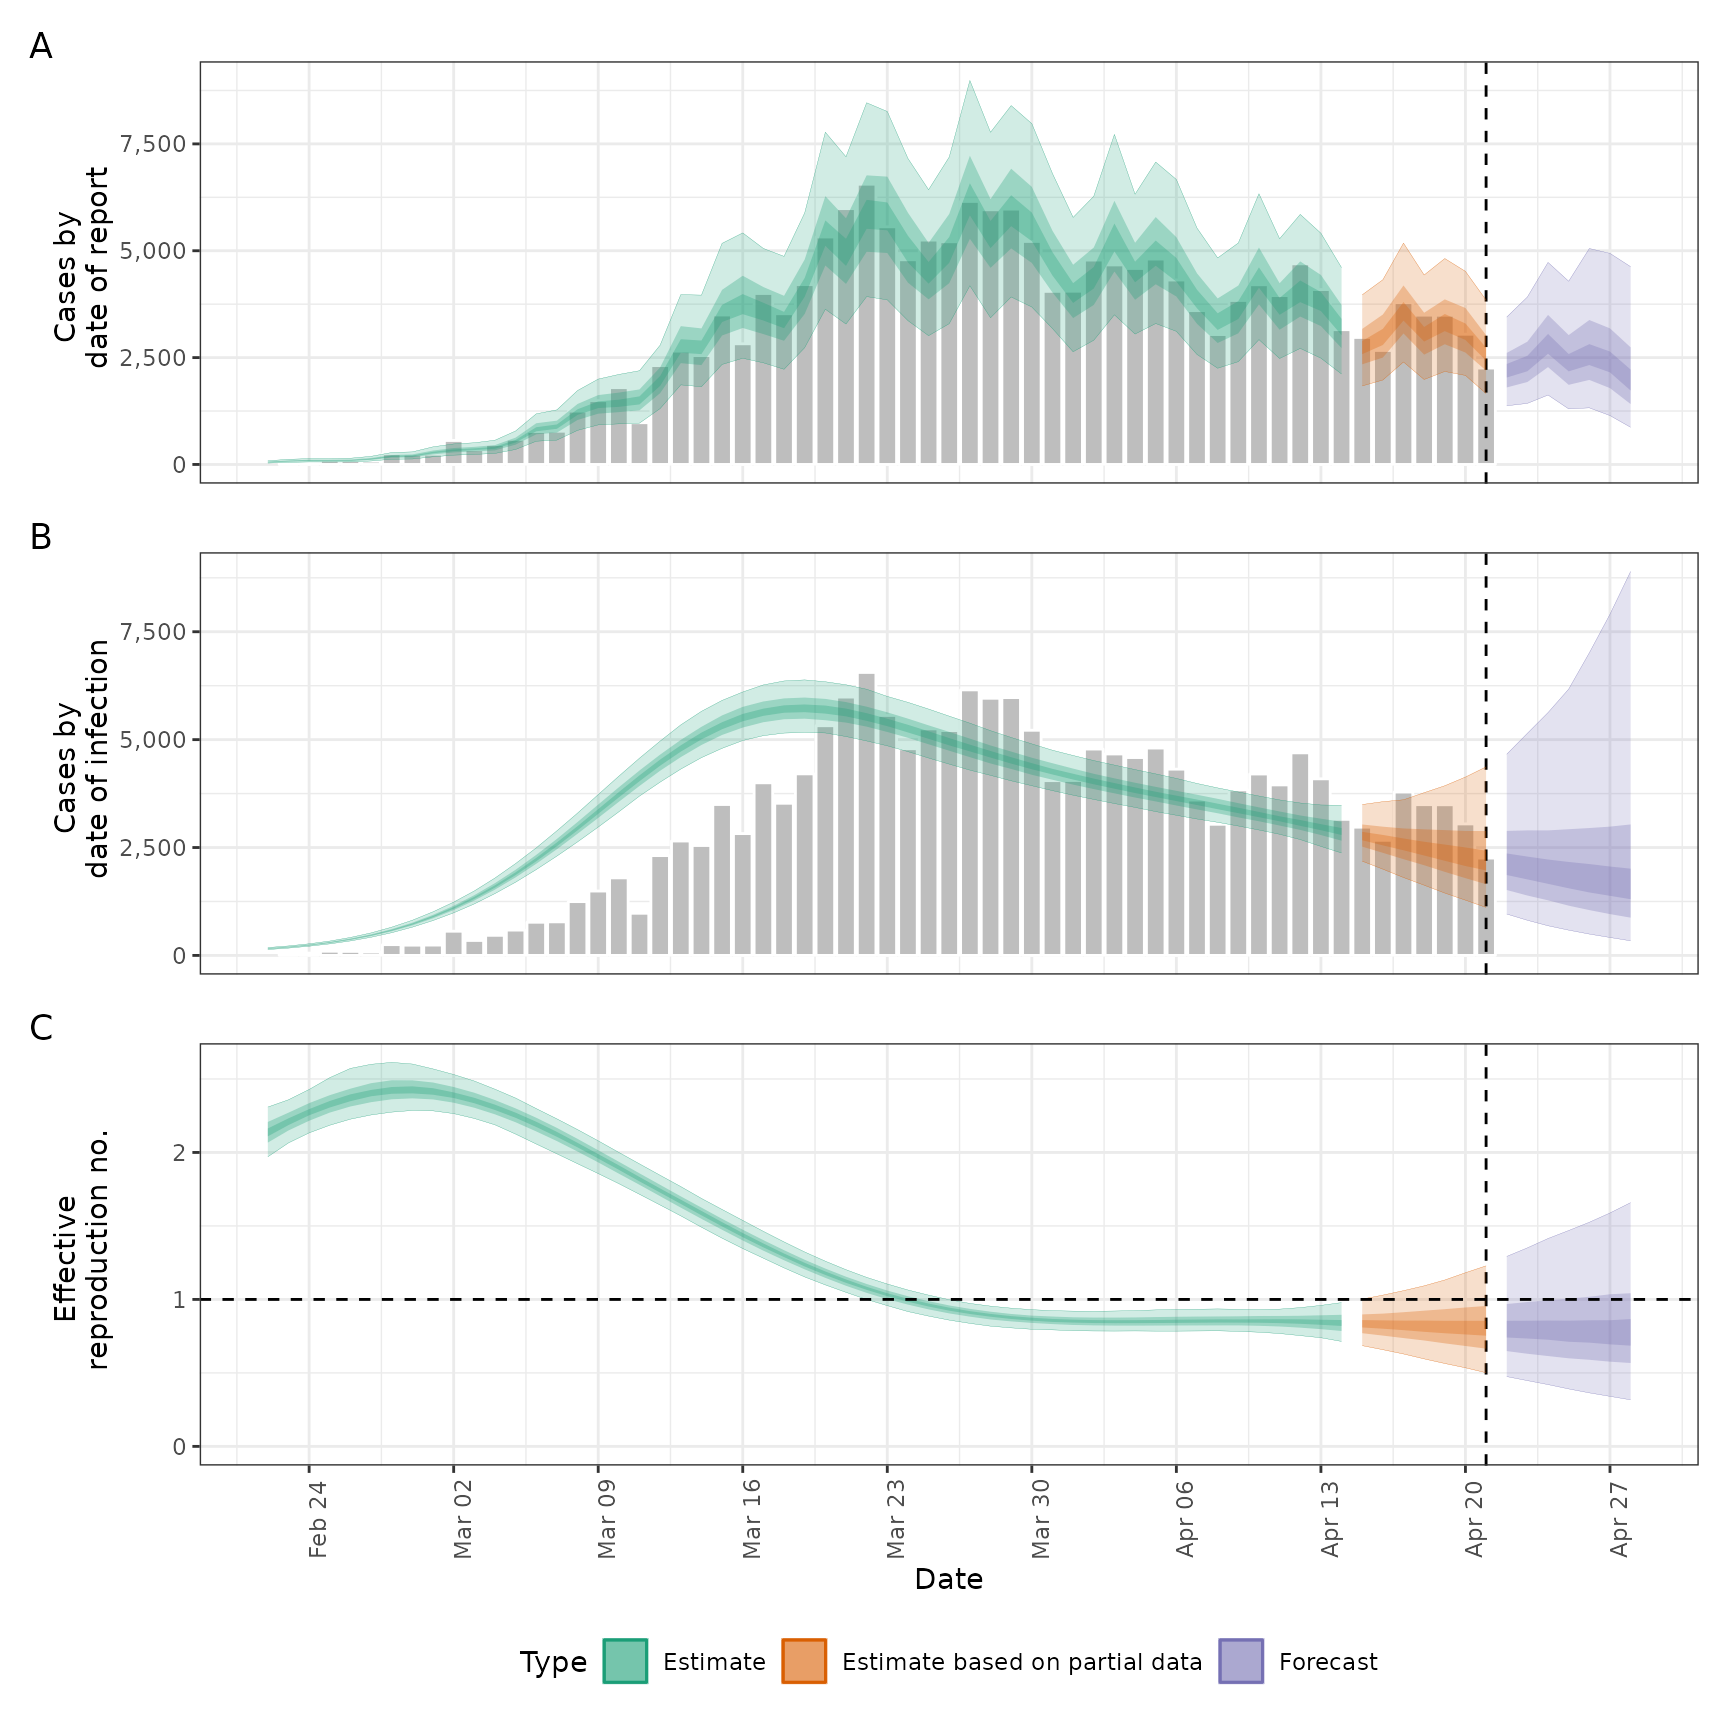 A
Cases by
date of report
7,500
5,000
2,500
0
B
Cases by
date of infection
7,500
5,000
2,500
0
C
Effective
reproduction no.
2
1
0
Feb 24
Mar 02
Mar 09
Mar 16
Mar 23
Mar 30
Apr 06
Apr 13
Apr 20
Apr 27
Date
Type
Estimate
Estimate based on partial data
Forecast